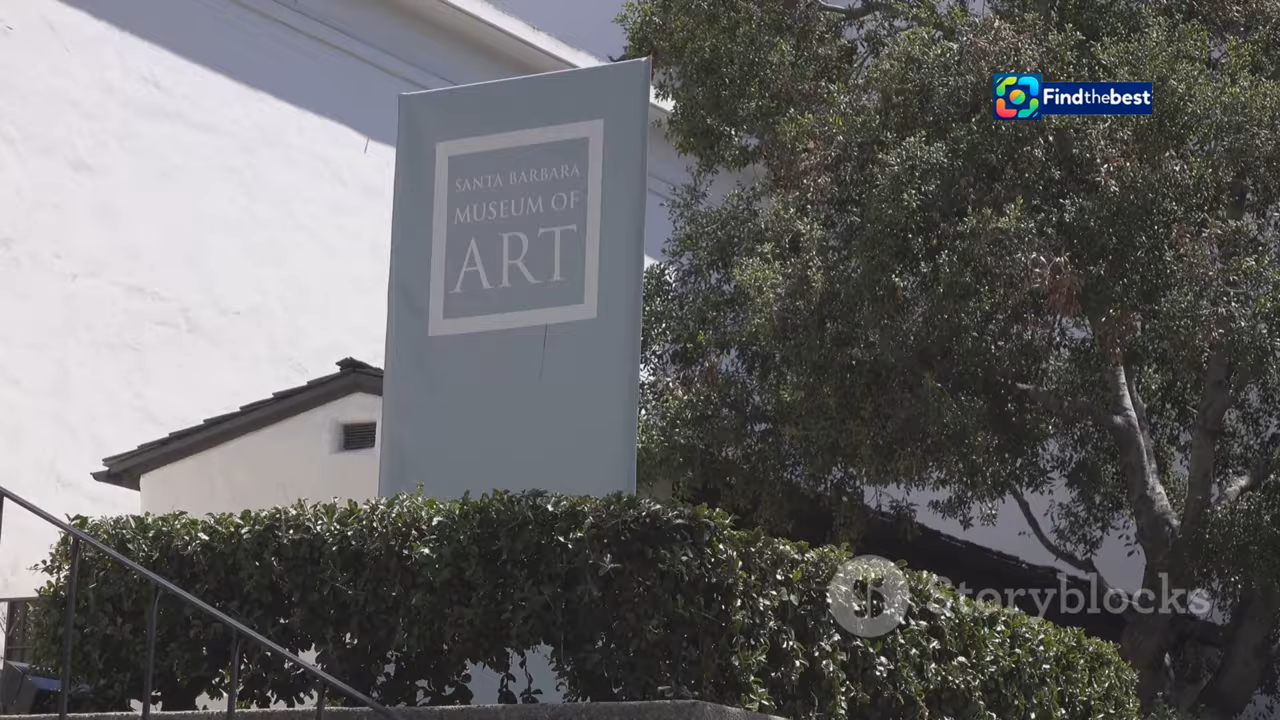 FindtheBest
SANTA BARBARA
MUSEUM OF
ART
Storyblocks